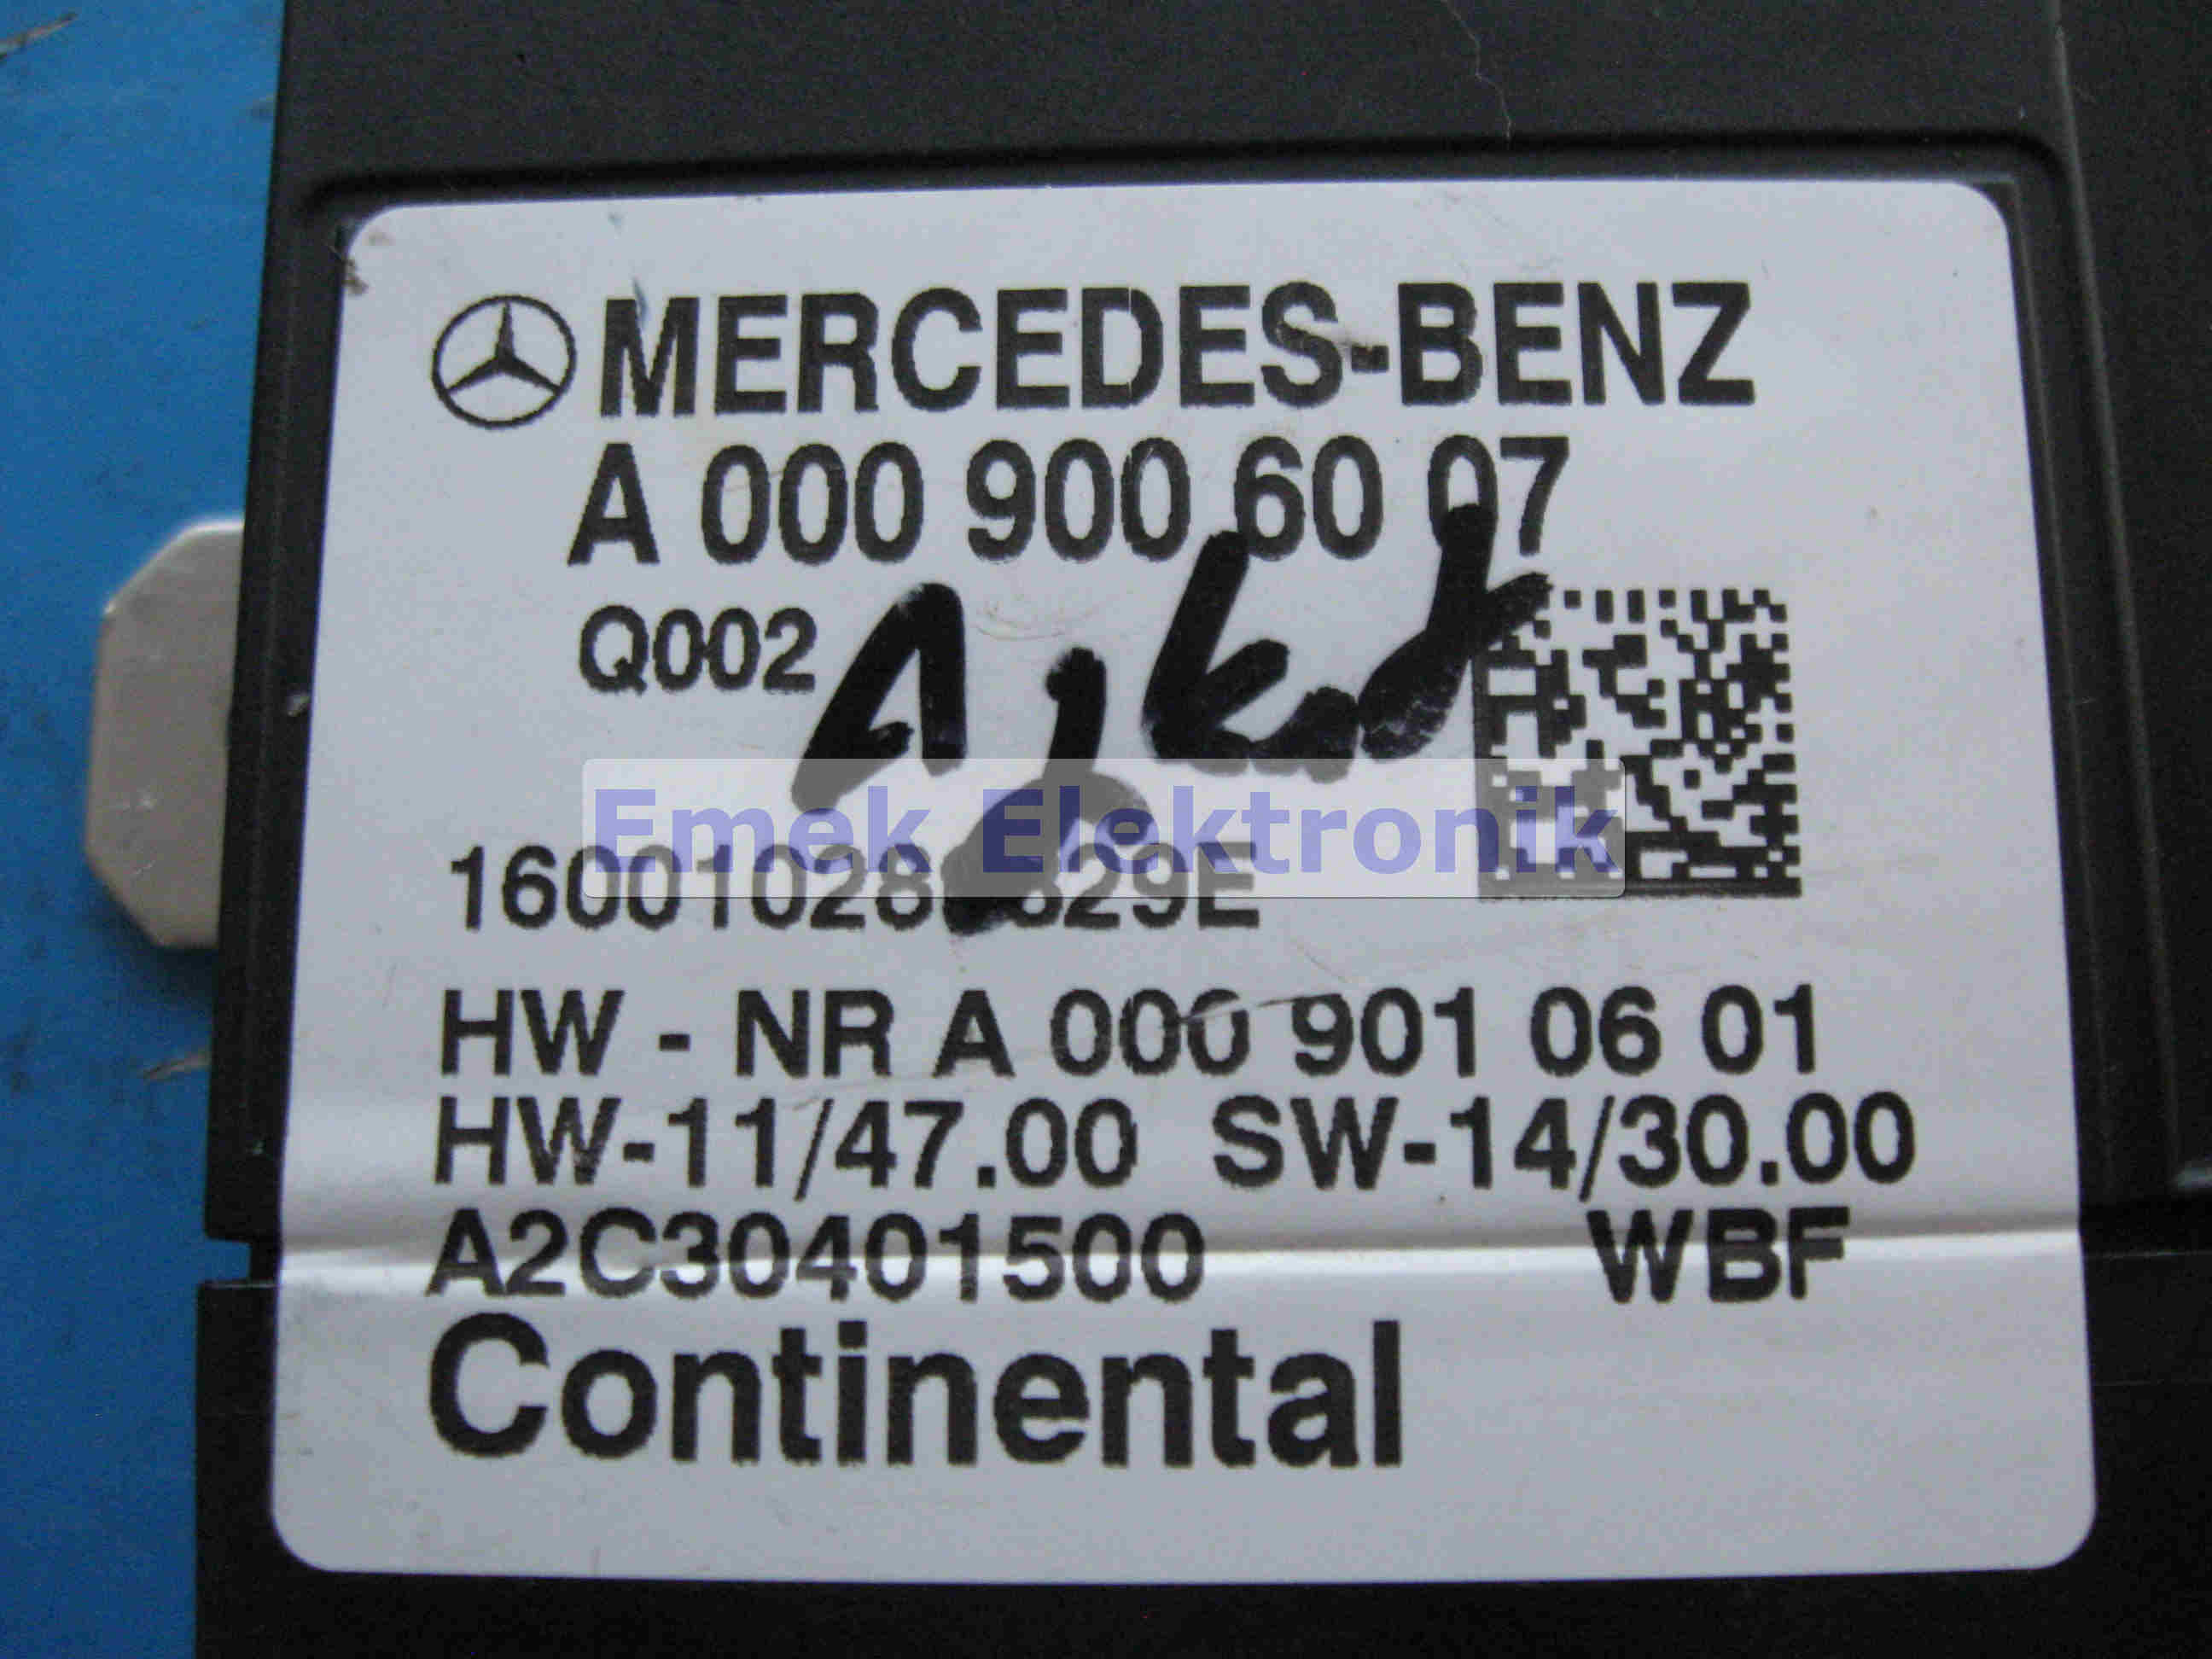 MERCEDES-BENZ
A 000 900 60 07
Q002
Emek Elektronik
HW - NR A 000 901 06 01
HW-11/47.00 SW-14/30.00
A2C30401500 WBF
Continental